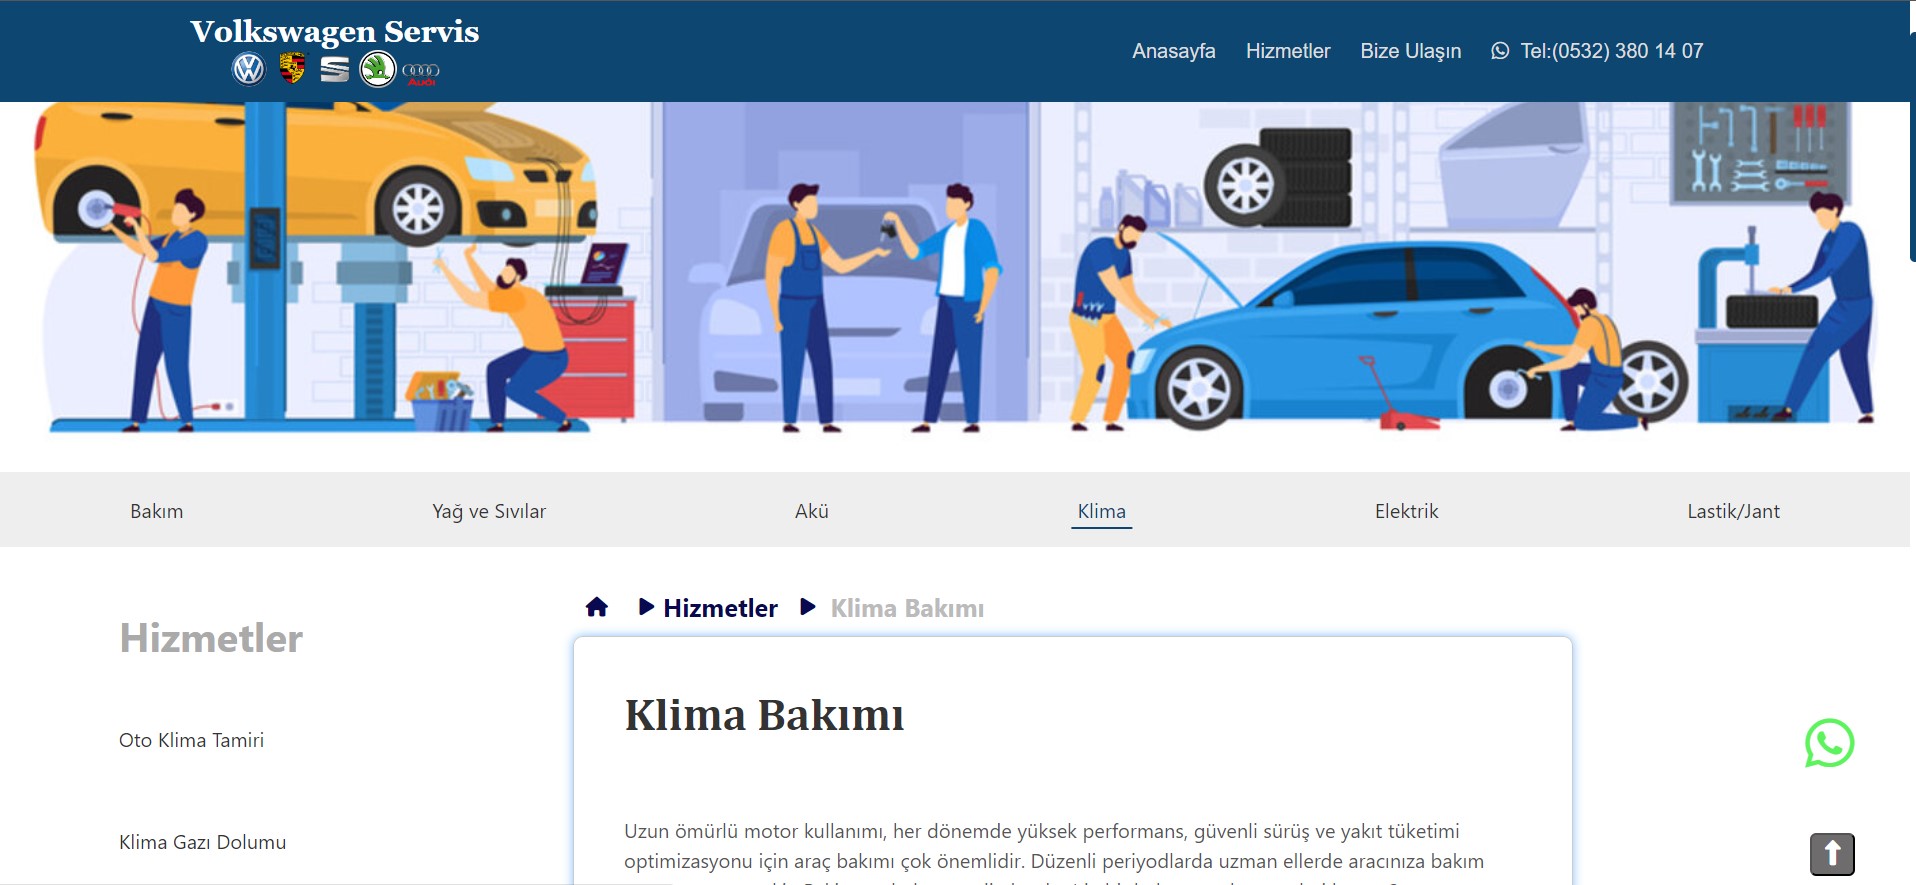 Volkswagen Servis
Audi
Anasayfa Hizmetler Bize Ulaşın Tel:(0532) 380 14 07
Bakım Yağ ve Sıvılar Akü Klima Elektrik Lastik/Jant
Hizmetler Klima Bakımı
Hizmetler
Klima Bakımı
Oto Klima Tamiri
Klima Gazı Dolumu
Uzun ömürlü motor kullanımı, her dönemde yüksek performans, güvenli sürüş ve yakıt tüketimi
optimizasyonu için araç bakımı çok önemlidir. Düzenli periyodlarda uzman ellerde aracınıza bakım